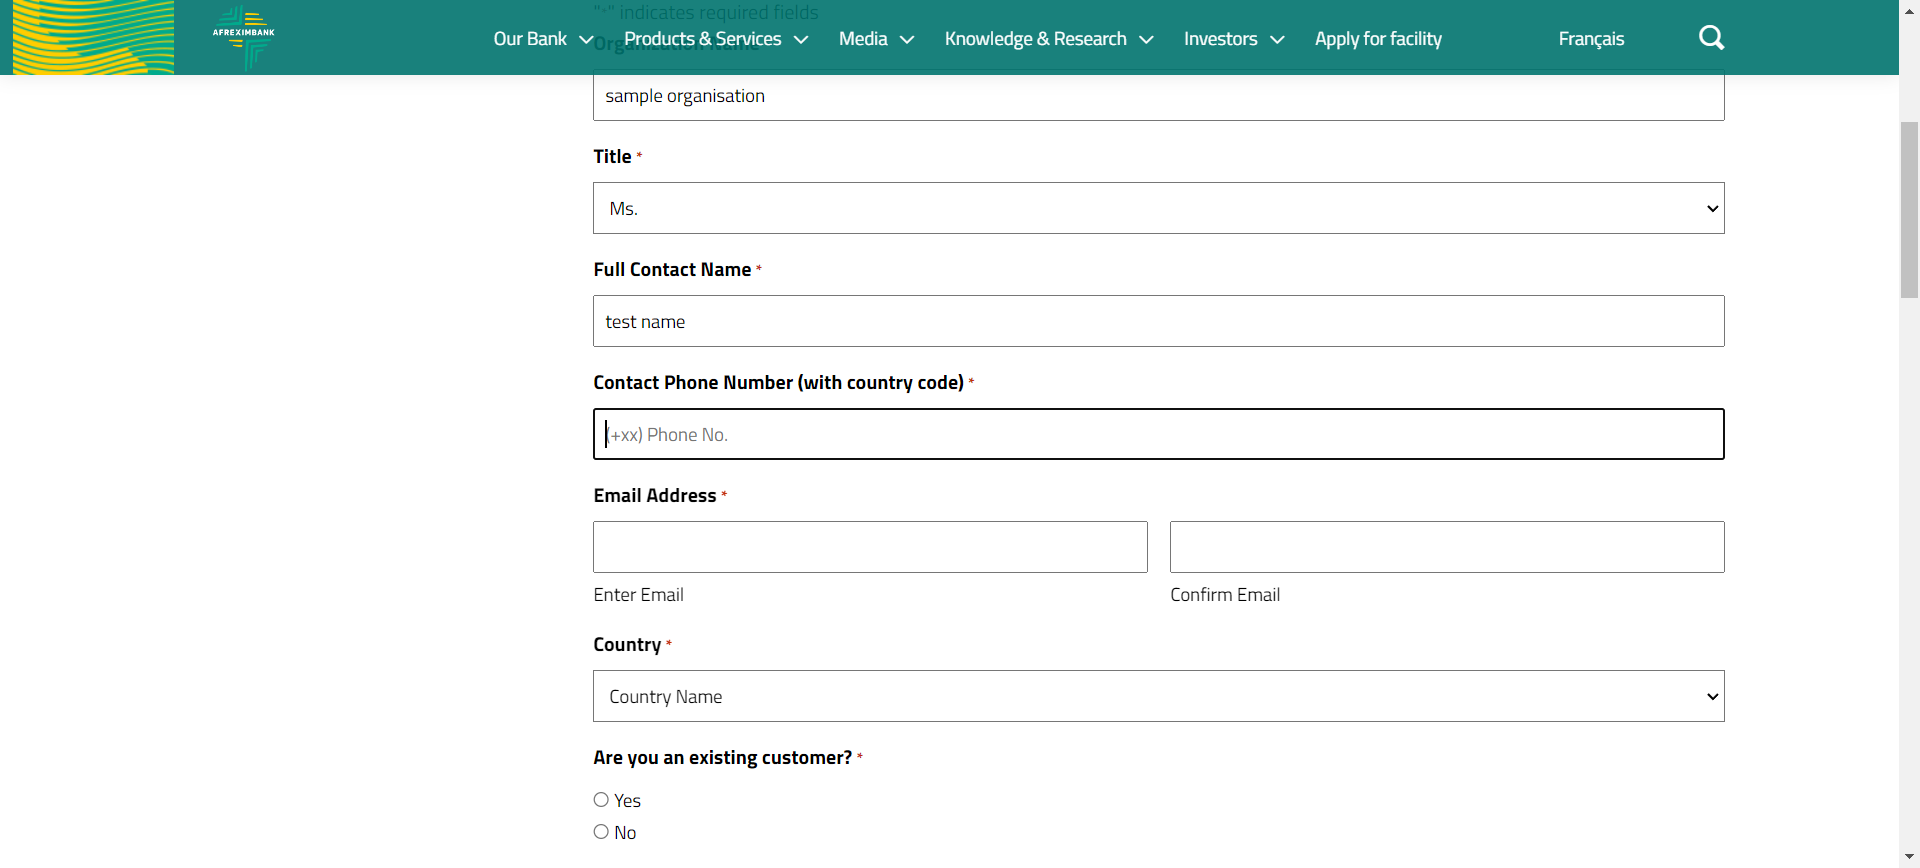 "*" indicates required fields
AFREXIMBANK
Our Bank Products & Services Media Knowledge & Research Investors Apply for facility Français
Organization Name
sample organisation
Title *
Ms.
Full Contact Name *
test name
Contact Phone Number (with country code) *
(+xx) Phone No.
Email Address *
Enter Email Confirm Email
Country *
Country Name
Are you an existing customer? *
Yes
No